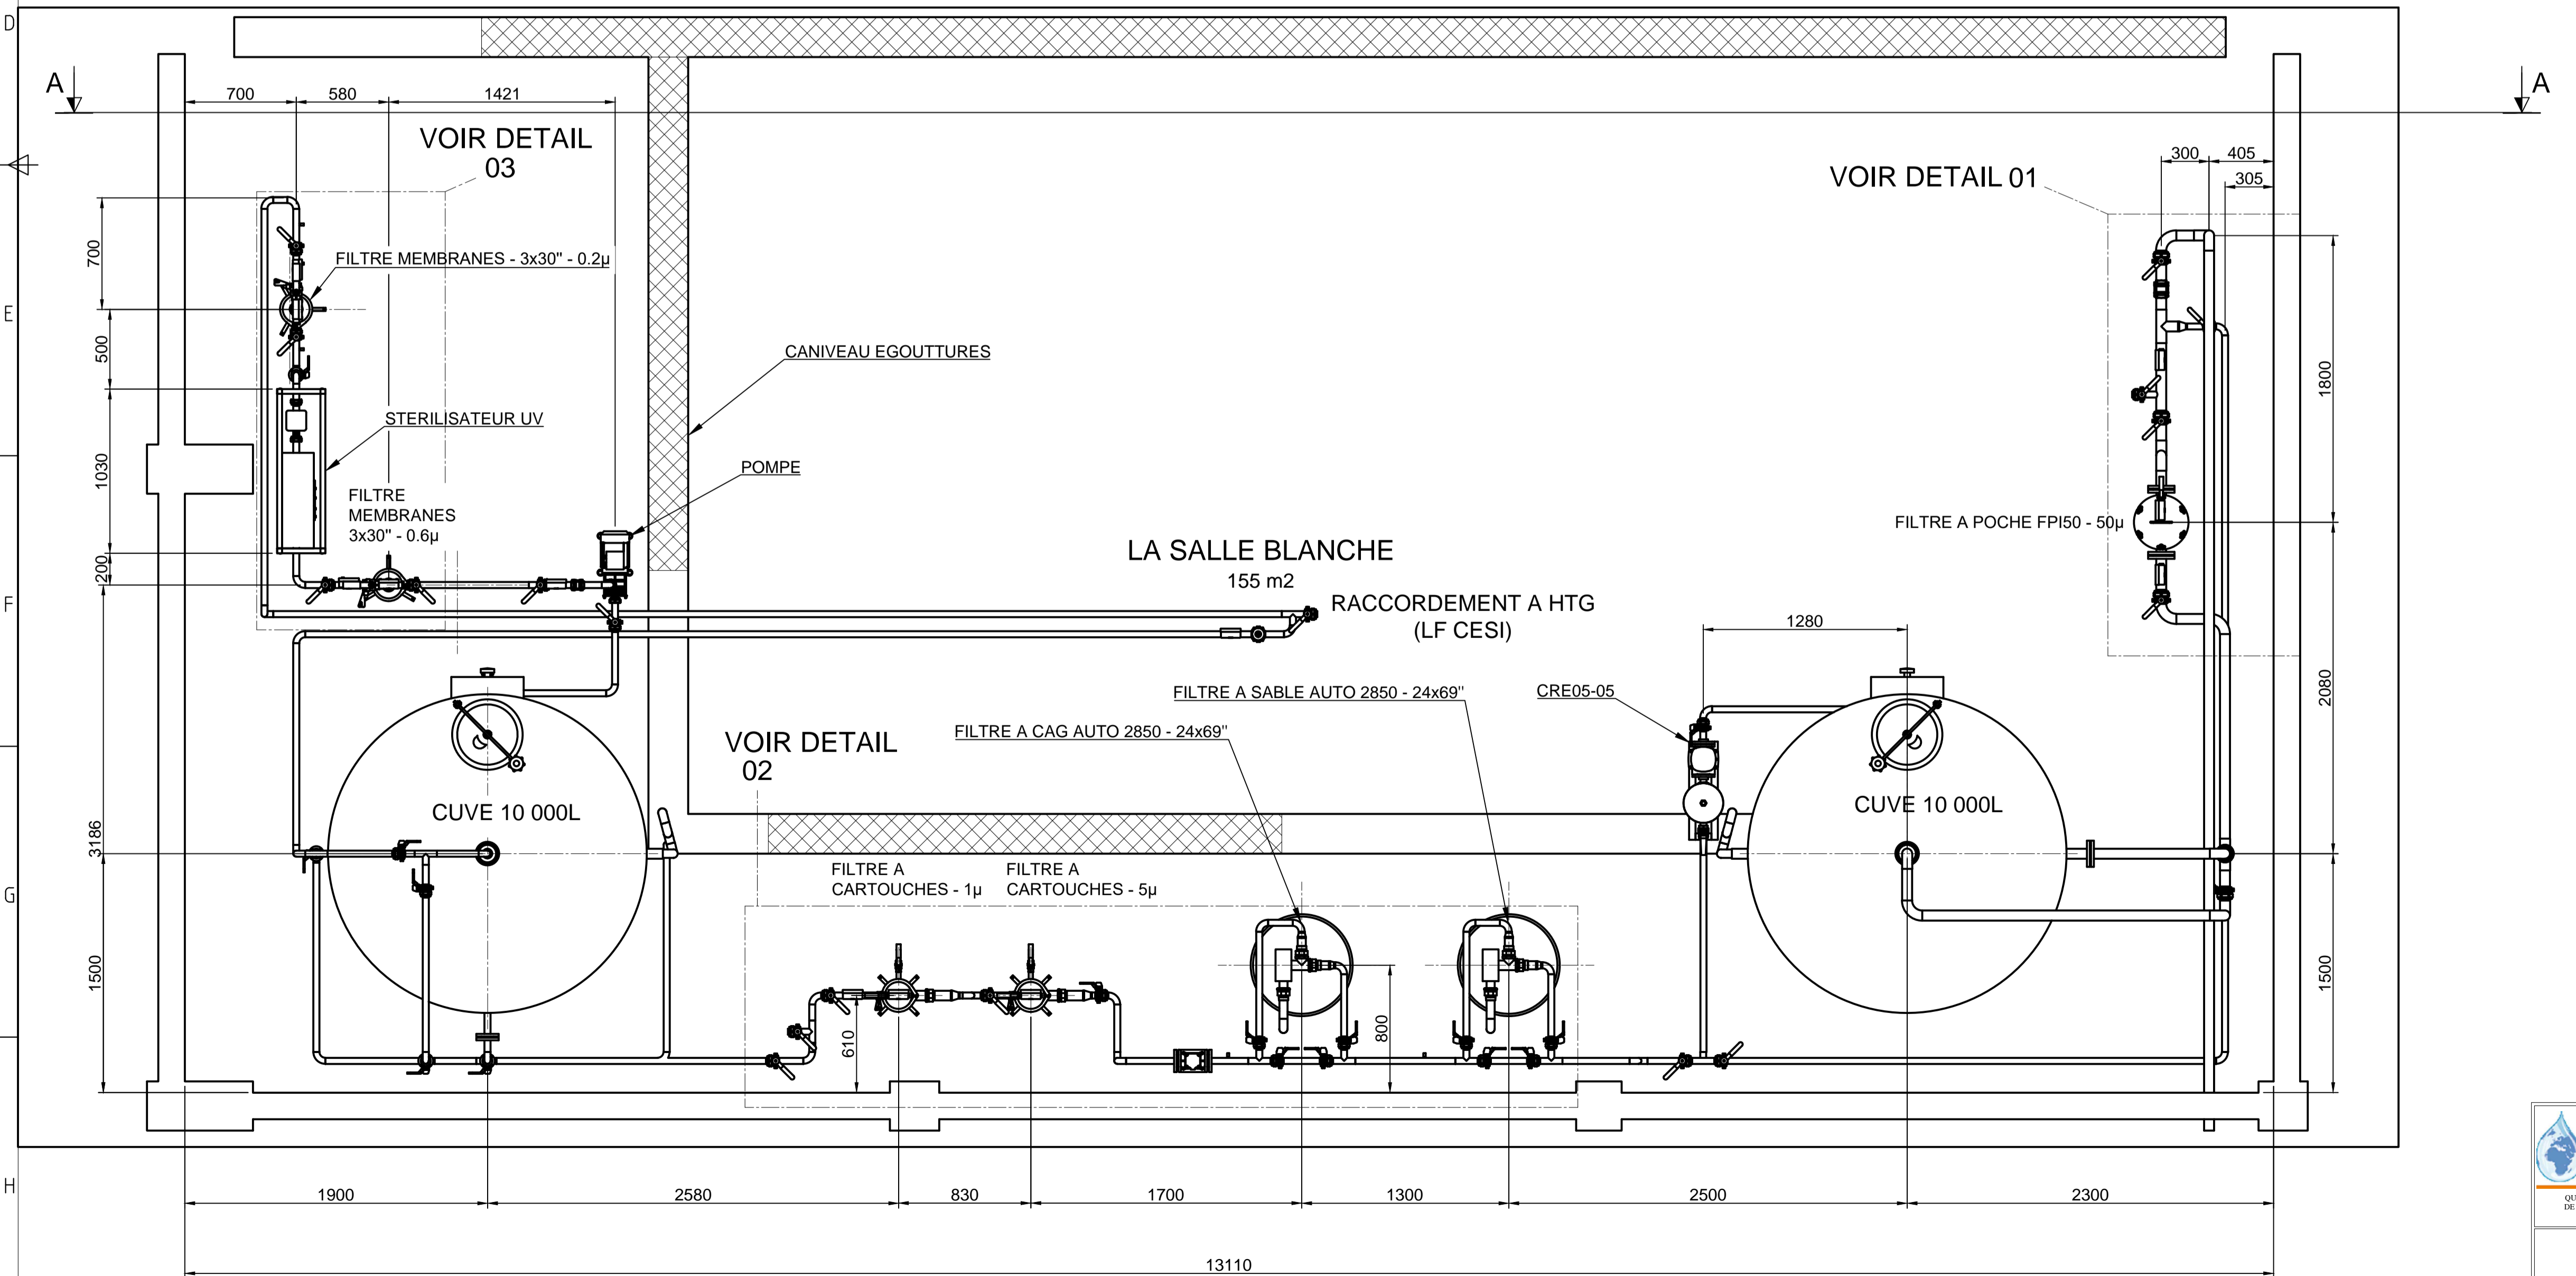 D
A
A
700
580
1421
VOIR DETAIL
03
300
405
305
VOIR DETAIL 01
700
FILTRE MEMBRANES - 3x30" - 0.2µ
E
500
CANIVEAU EGOUTTURES
1800
STERILISATEUR UV
1030
POMPE
FILTRE
MEMBRANES
3x30" - 0.6µ
FILTRE A POCHE FPI50 - 50µ
LA SALLE BLANCHE
155 m2
200
F
RACCORDEMENT A HTG
(LF CESI)
1280
2080
FILTRE A SABLE AUTO 2850 - 24x69"
CRE05-05
FILTRE A CAG AUTO 2850 - 24x69"
VOIR DETAIL
02
CUVE 10 000L
CUVE 10 000L
3186
FILTRE A
CARTOUCHES - 1µ
FILTRE A
CARTOUCHES - 5µ
G
1500
1500
610
800
H
1900
2580
830
1700
1300
2500
2300
QU
DE
13110